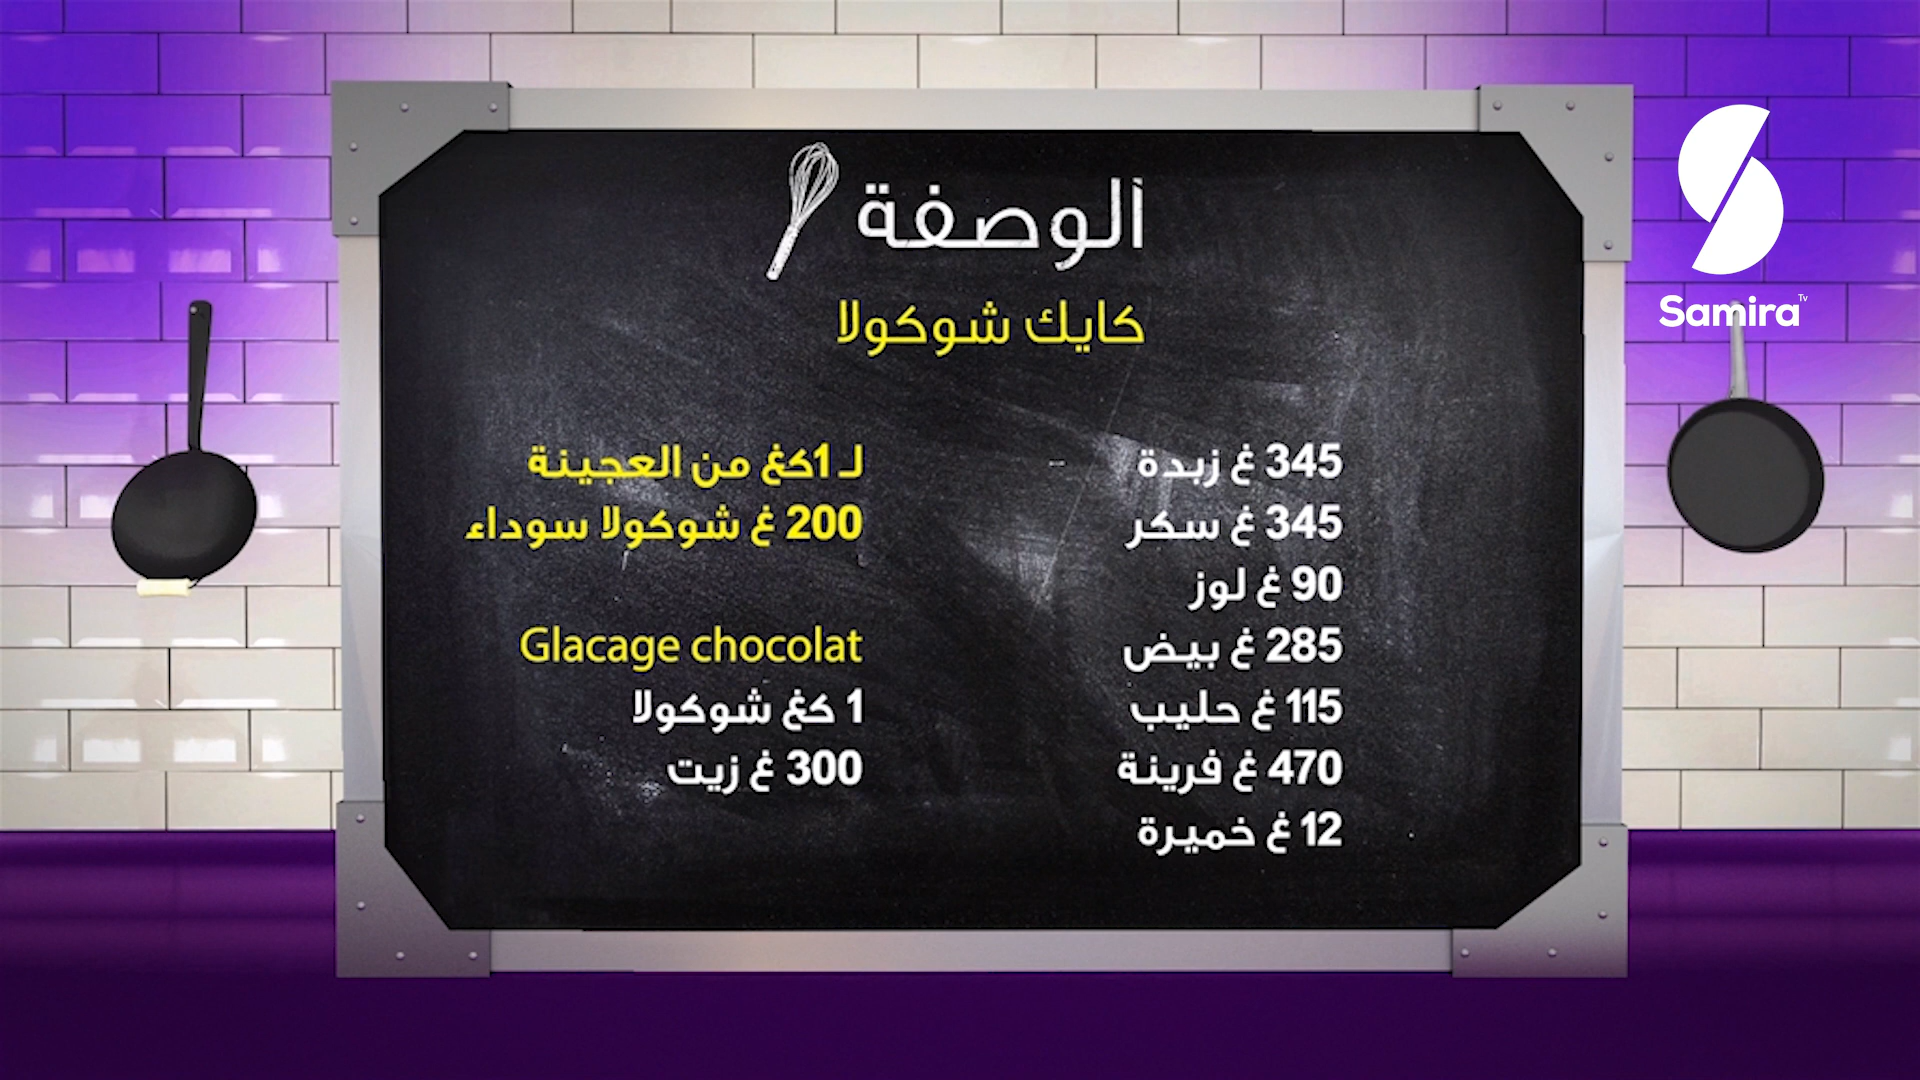 الوصفة
كايك شوكولا
345 غ زبدة
345 غ سكر
90 غ لوز
285 غ بيض
115 غ حليب
470 غ فرينة
12 غ خميرة
لـ 1كغ من العجينة
200 غ شوكولا سوداء
Glacage chocolat
1 كغ شوكولا
300 غ زيت
Samira Tv